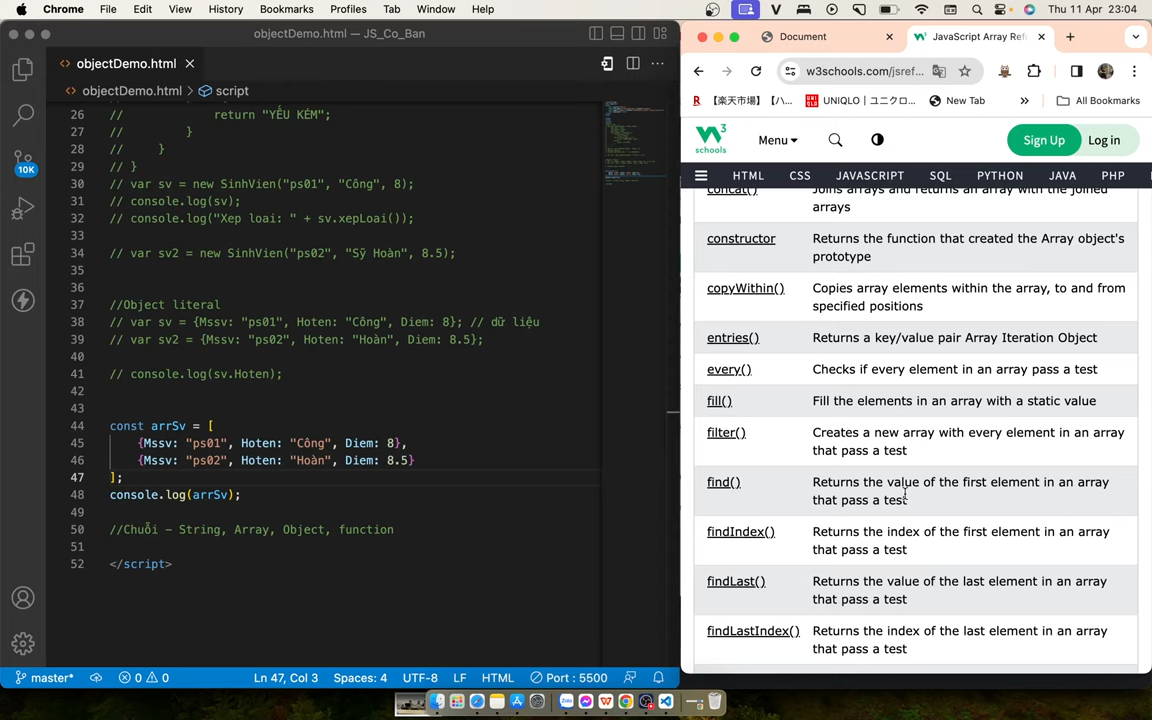 Chrome File Edit View History Bookmarks Profiles Tab Window Help Thu 11 Apr 23:04
objectDemo.html — JS_Co_Ban
objectDemo.html
objectDemo.html > script
26 // return "YẾU KÉM";
27 // }
28 // }
29 // }
30 // var sv = new SinhVien("ps01", "Công", 8);
31 // console.log(sv);
32 // console.log("Xep loai: " + sv.xepLoai());
33
34 // var sv2 = new SinhVien("ps02", "Sỹ Hoàn", 8.5);
35
36
37 //Object literal
38 // var sv = {Mssv: "ps01", Hoten: "Công", Diem: 8}; // dữ liệu
39 // var sv2 = {Mssv: "ps02", Hoten: "Hoàn", Diem: 8.5};
40
41 // console.log(sv.Hoten);
42
43
44 const arrSv = [
45 {Mssv: "ps01", Hoten: "Công", Diem: 8},
46 {Mssv: "ps02", Hoten: "Hoàn", Diem: 8.5}
47 ];
48 console.log(arrSv);
49
50 //Chuỗi - String, Array, Object, function
51
52 </script>
10K
master* 0 0 Ln 47, Col 3 Spaces: 4 UTF-8 LF HTML Port : 5500
Document JavaScript Array Ref
w3schools.com/jsref...
【楽天市場】【ハ... UNIQLO | ユニクロ... New Tab » All Bookmarks
W3 schools Menu Sign Up Log in
HTML CSS JAVASCRIPT SQL PYTHON JAVA PHP
concat() Joins arrays and returns an array with the joined
arrays
constructor Returns the function that created the Array object's
prototype
copyWithin() Copies array elements within the array, to and from
specified positions
entries() Returns a key/value pair Array Iteration Object
every() Checks if every element in an array pass a test
fill() Fill the elements in an array with a static value
filter() Creates a new array with every element in an array
that pass a test
find() Returns the value of the first element in an array
that pass a test
findIndex() Returns the index of the first element in an array
that pass a test
findLast() Returns the value of the last element in an array
that pass a test
findLastIndex() Returns the index of the last element in an array
that pass a test